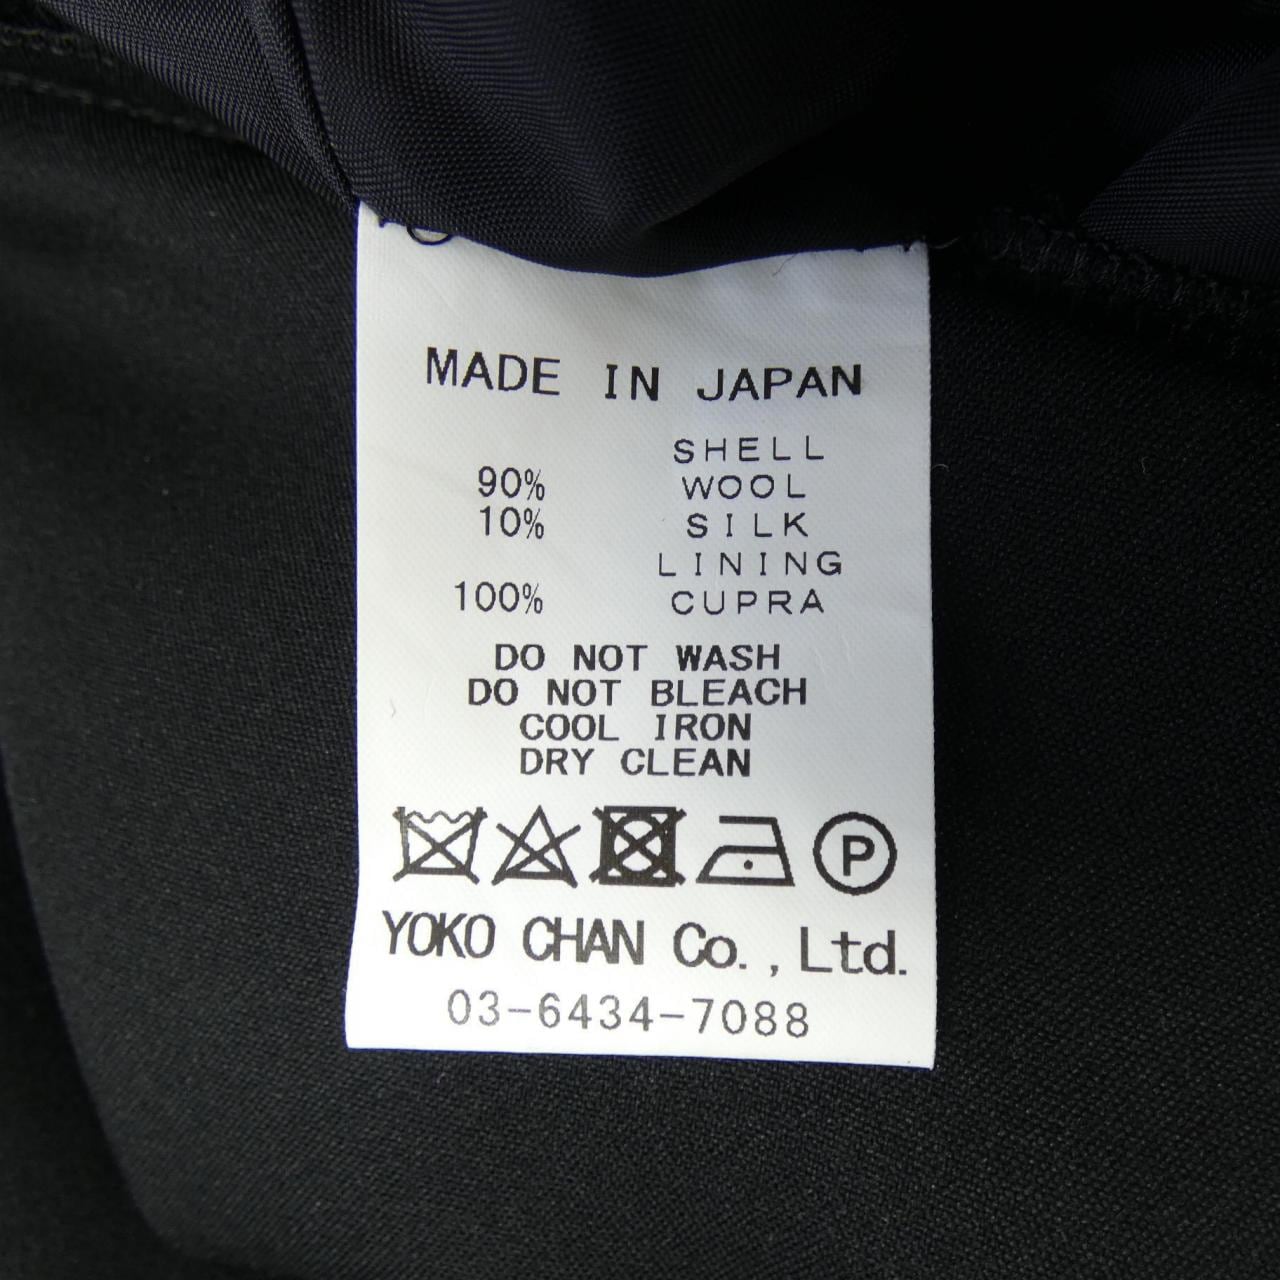 MADE IN JAPAN
SHELL
90% WOOL
10% SILK
LINING
100% CUPRA
DO NOT WASH
DO NOT BLEACH
COOL IRON
DRY CLEAN
P
YOKO CHAN Co., Ltd.
03-6434-7088